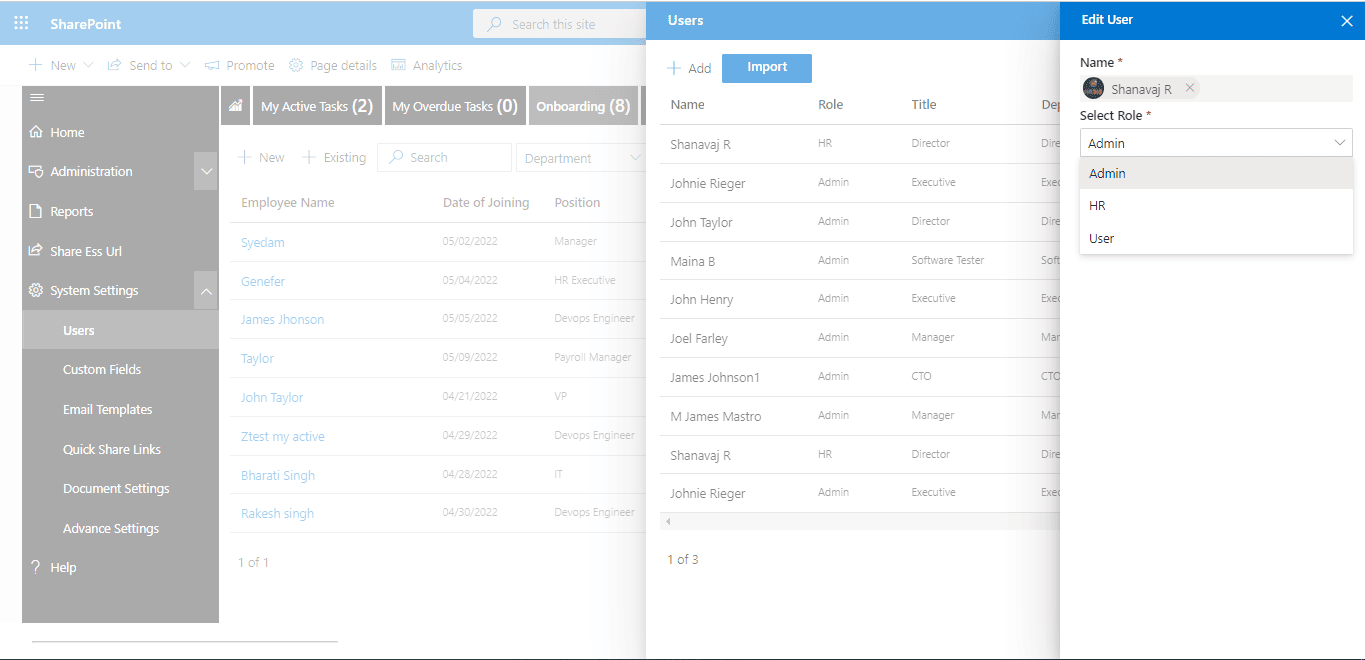 SharePoint
Search this site
New
Send to
Promote
Page details
Analytics
Home
Administration
Reports
Share Ess Url
System Settings
Users
Custom Fields
Email Templates
Quick Share Links
Document Settings
Advance Settings
Help
My Active Tasks (2)
My Overdue Tasks (0)
Onboarding (8)
New
Existing
Search
Department
Employee Name Date of Joining Position
Syedam 05/02/2022 Manager
Genefer 05/04/2022 HR Executive
James Jhonson 05/05/2022 Devops Engineer
Taylor 05/09/2022 Payroll Manager
John Taylor 04/21/2022 VP
Ztest my active 04/29/2022 Devops Engineer
Bharati Singh 04/28/2022 IT
Rakesh singh 04/30/2022 Devops Engineer
1 of 1
Users
Add
Import
Name Role Title De
Shanavaj R HR Director Dire
Johnie Rieger Admin Executive Exec
John Taylor Admin Director Dire
Maina B Admin Software Tester Soft
John Henry Admin Executive Exec
Joel Farley Admin Manager Mar
James Johnson1 Admin CTO CTO
M James Mastro Admin Manager Mar
Shanavaj R HR Director Dire
Johnie Rieger Admin Executive Exec
1 of 3
Edit User
Name *
Shanavaj R
Select Role *
Admin
Admin
HR
User